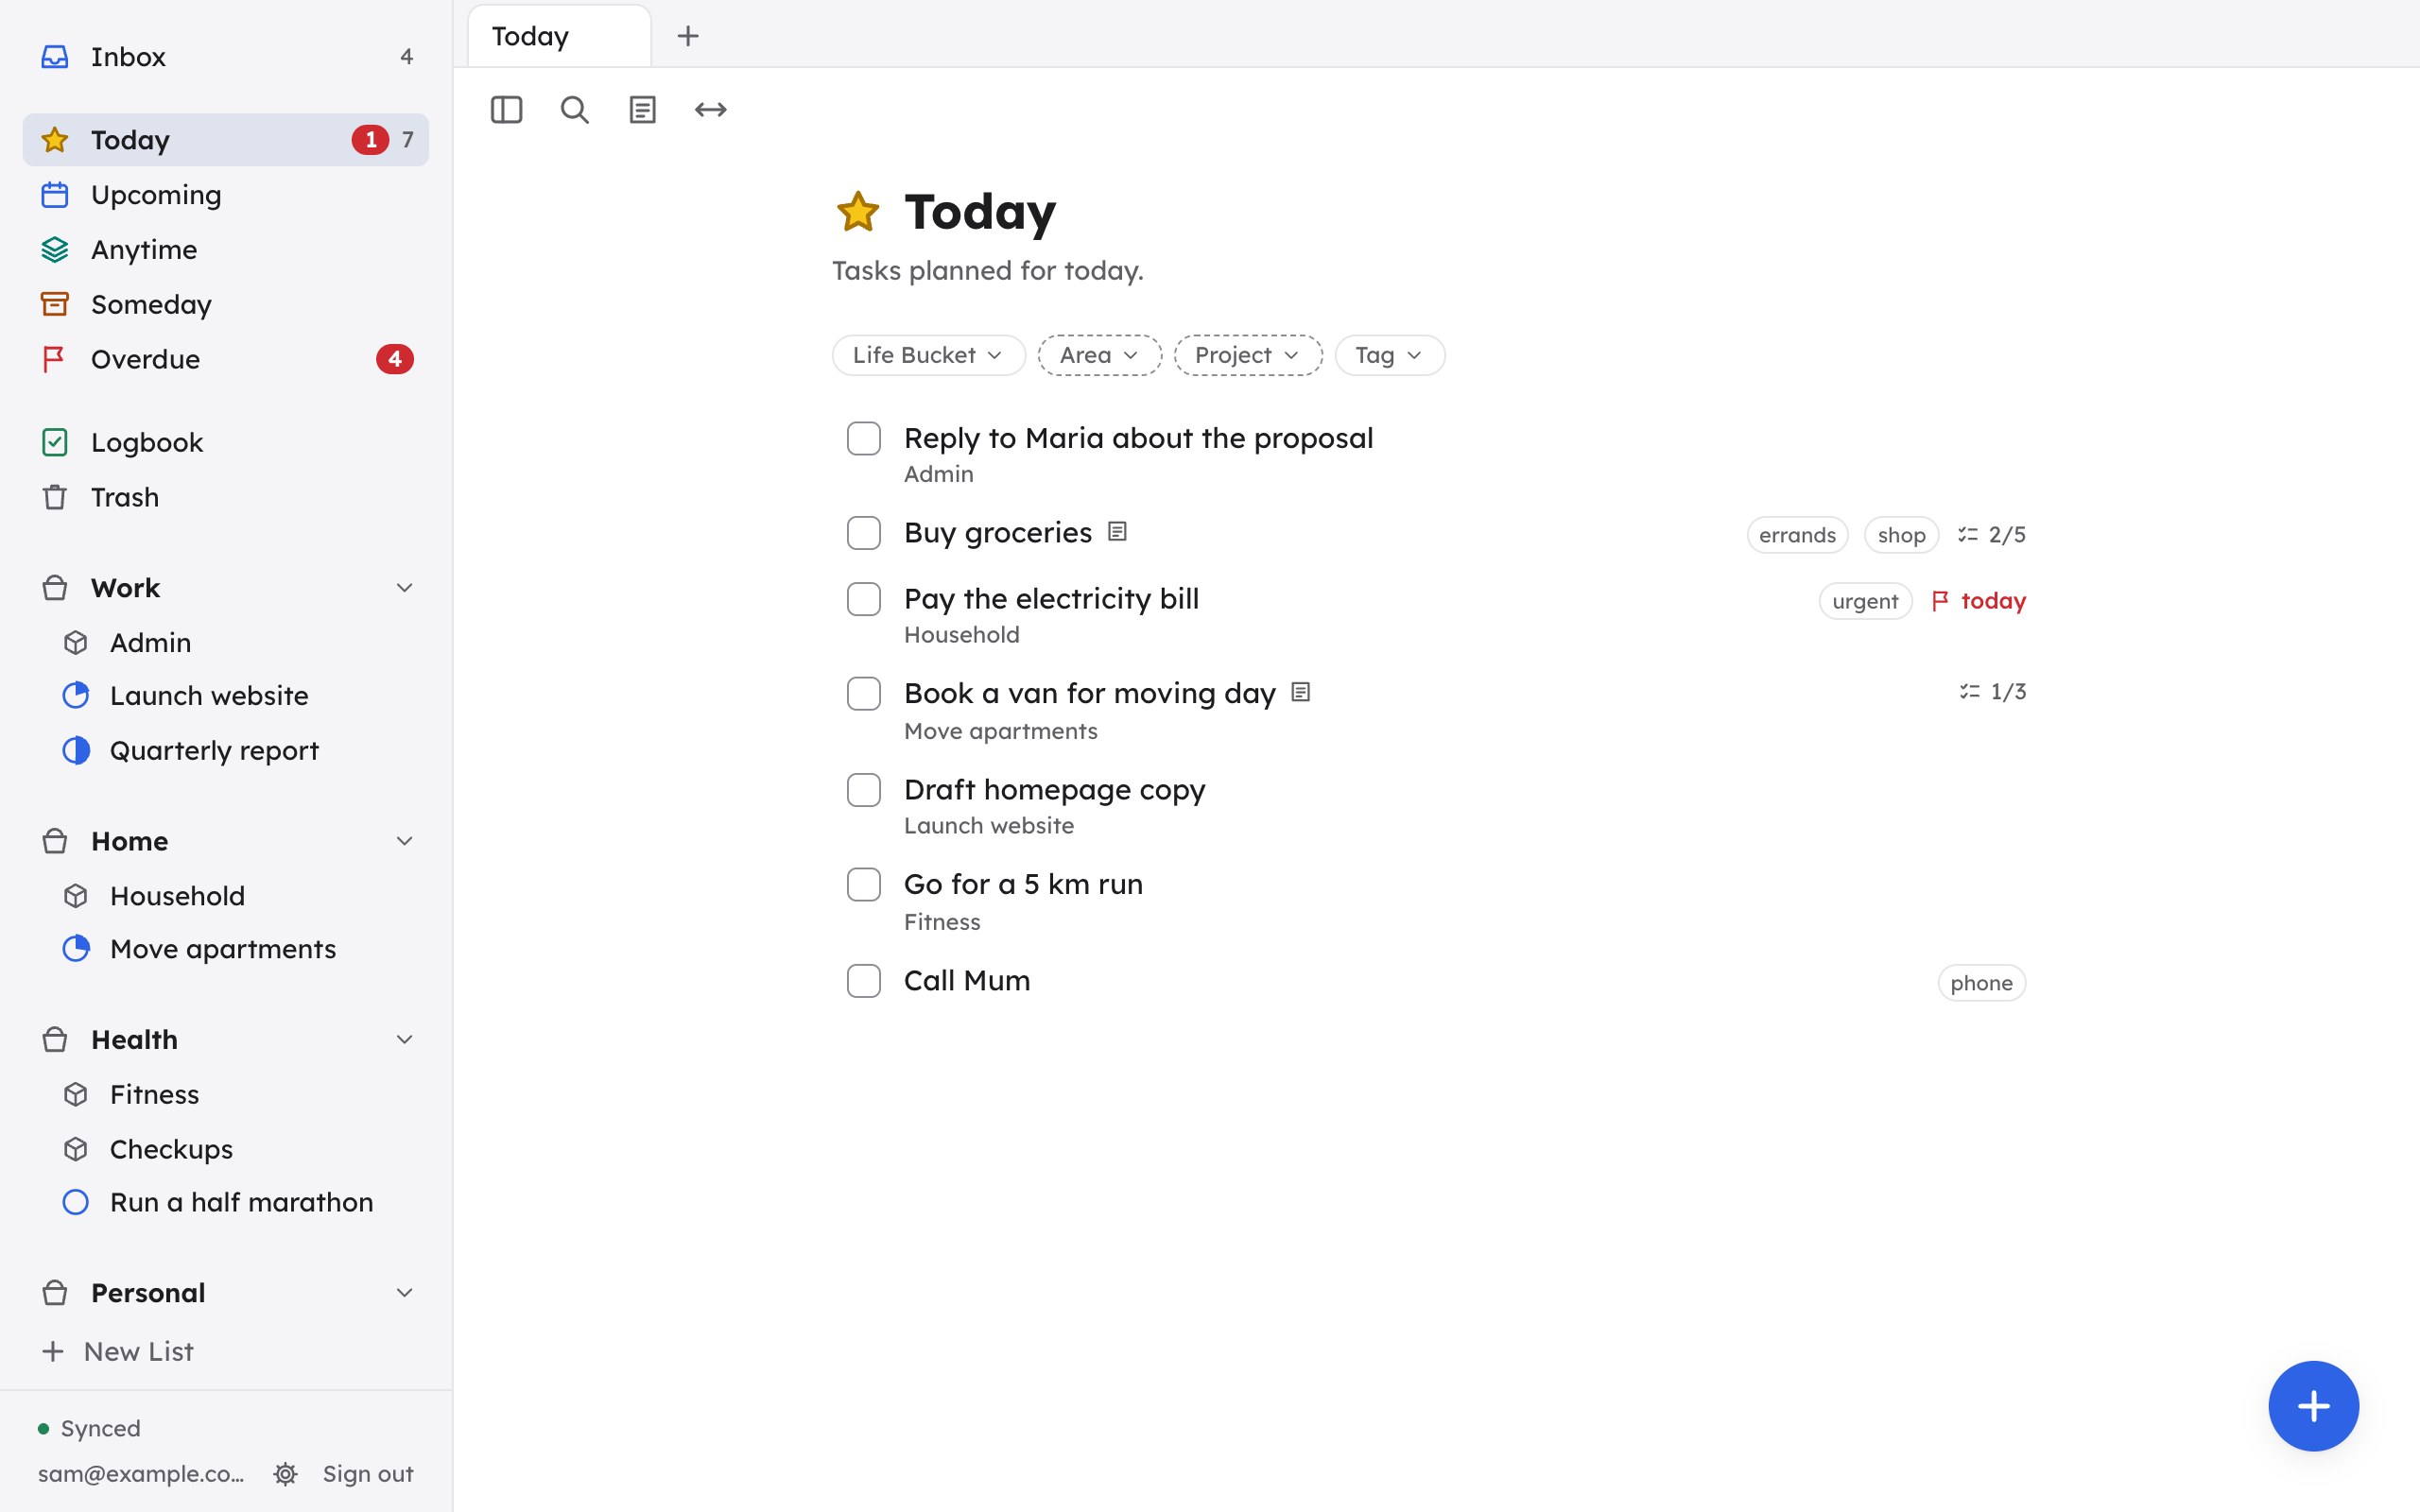 Inbox 4
Today 1 7
Upcoming
Anytime
Someday
Overdue 4
Logbook
Trash
Work
Admin
Launch website
Quarterly report
Home
Household
Move apartments
Health
Fitness
Checkups
Run a half marathon
Personal
New List
Synced
sam@example.co... Sign out
Today
Today
Tasks planned for today.
Life Bucket Area Project Tag
Reply to Maria about the proposal
Admin
Buy groceries errands shop 2/5
Pay the electricity bill urgent today
Household
Book a van for moving day 1/3
Move apartments
Draft homepage copy
Launch website
Go for a 5 km run
Fitness
Call Mum phone